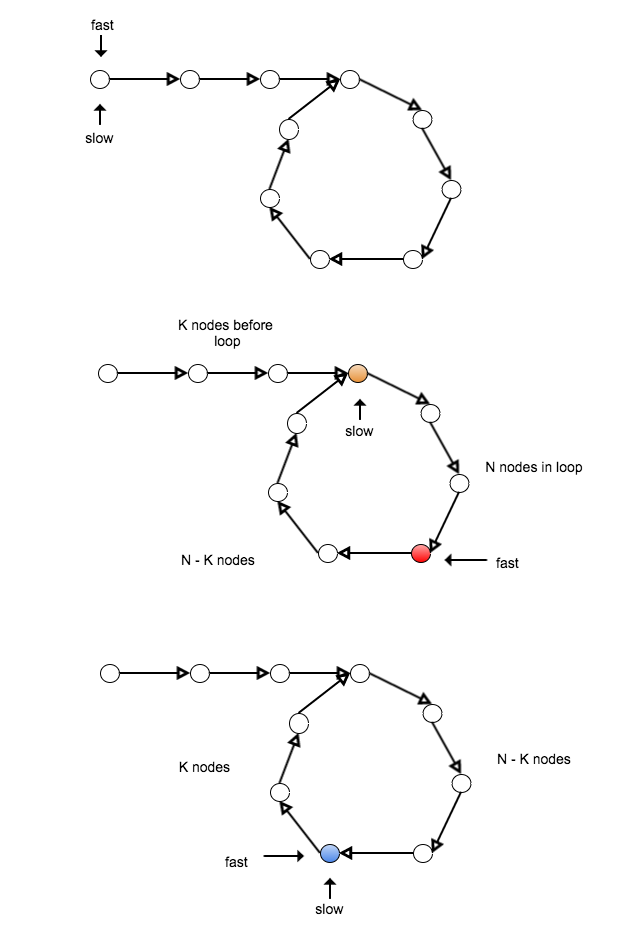 fast
slow
K nodes before
loop
slow
N nodes in loop
N - K nodes
fast
N - K nodes
K nodes
fast
slow